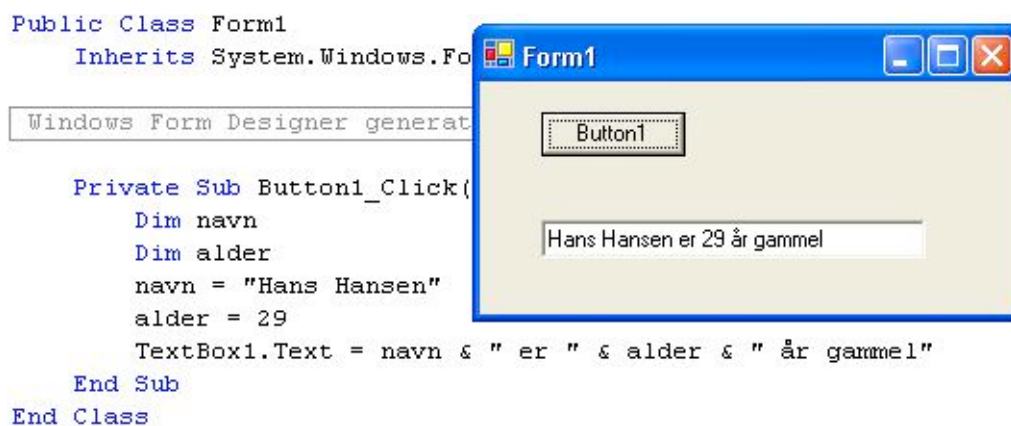 Public Class Form1
Inherits System.Windows.Fo
Windows Form Designer generat
Private Sub Button1_Click(
Dim navn
Dim alder
navn = "Hans Hansen"
alder = 29
TextBox1.Text = navn & " er " & alder & " år gammel"
End Sub
End Class
Form1
Button1
Hans Hansen er 29 år gammel